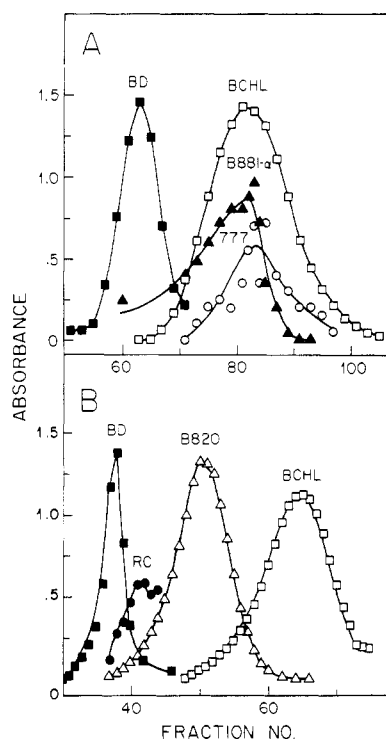 A
BD
BCHL
B881-α
777
1.5
1.0
.5
0
60
80
100
ABSORBANCE
B
BD
RC
B820
BCHL
1.5
1.0
.5
0
40
50
60
FRACTION NO.